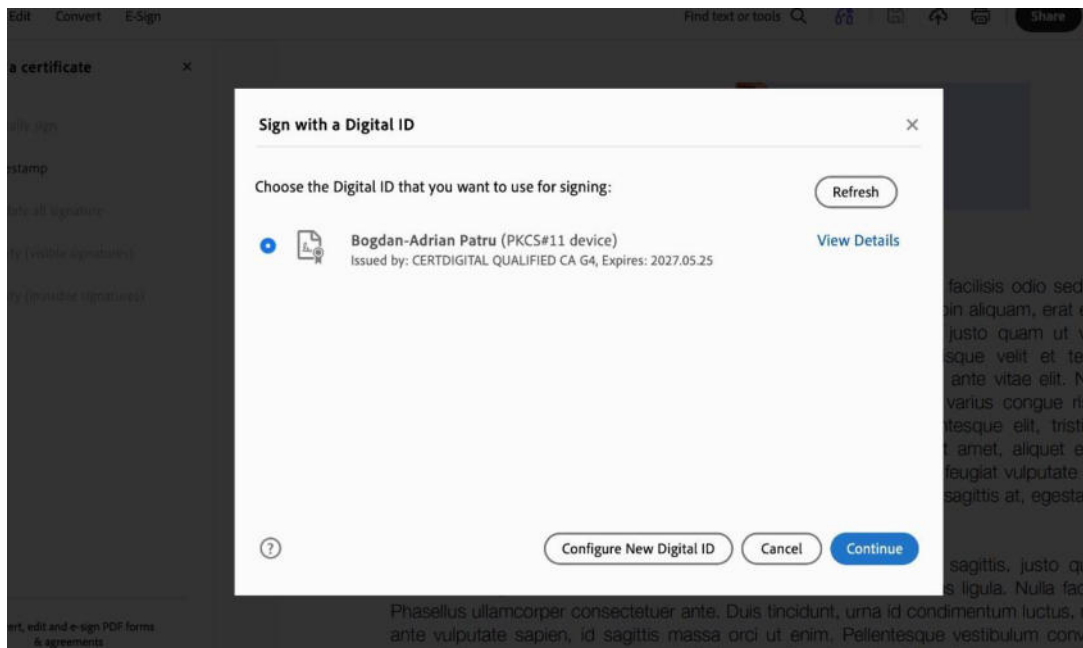 Edit Convert E-Sign Find text or tools Share
a certificate
Sign with a Digital ID
estamp
Choose the Digital ID that you want to use for signing: Refresh
Bogdan-Adrian Patru (PKCS#11 device) View Details
Issued by: CERTDIGITAL QUALIFIED CA G4, Expires: 2027.05.25
facilisis odio sed
in aliquam, erat
justo quam ut
sque velit et te
ante vitae elit. N
varius congue
tesque elit, tris
amet, aliquet
feugiat vulputate
sagittis at, egesta
Configure New Digital ID Cancel Continue
sagittis, justo
s ligula. Nulla fac
Phasellus ullamcorper consectetuer ante. Duis tincidunt, urna id condimentum luctus,
ert, edit and e-sign PDF forms
& agreements
ante vulputate sapien, id sagittis massa orci ut enim. Pellentesque vestibulum conv